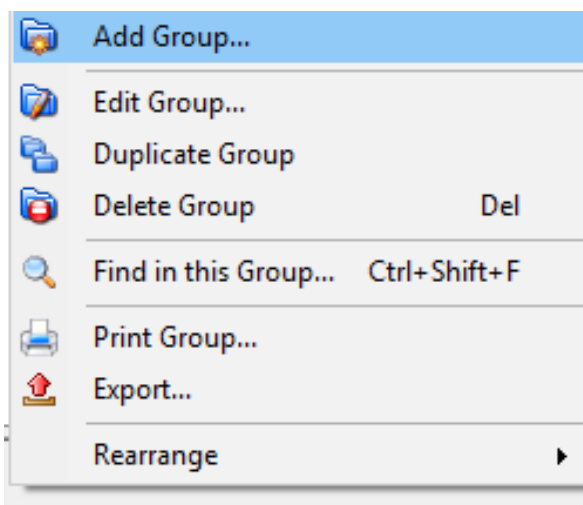 Add Group...
Edit Group...
Duplicate Group
Delete Group Del
Find in this Group... Ctrl+Shift+F
Print Group...
Export...
Rearrange